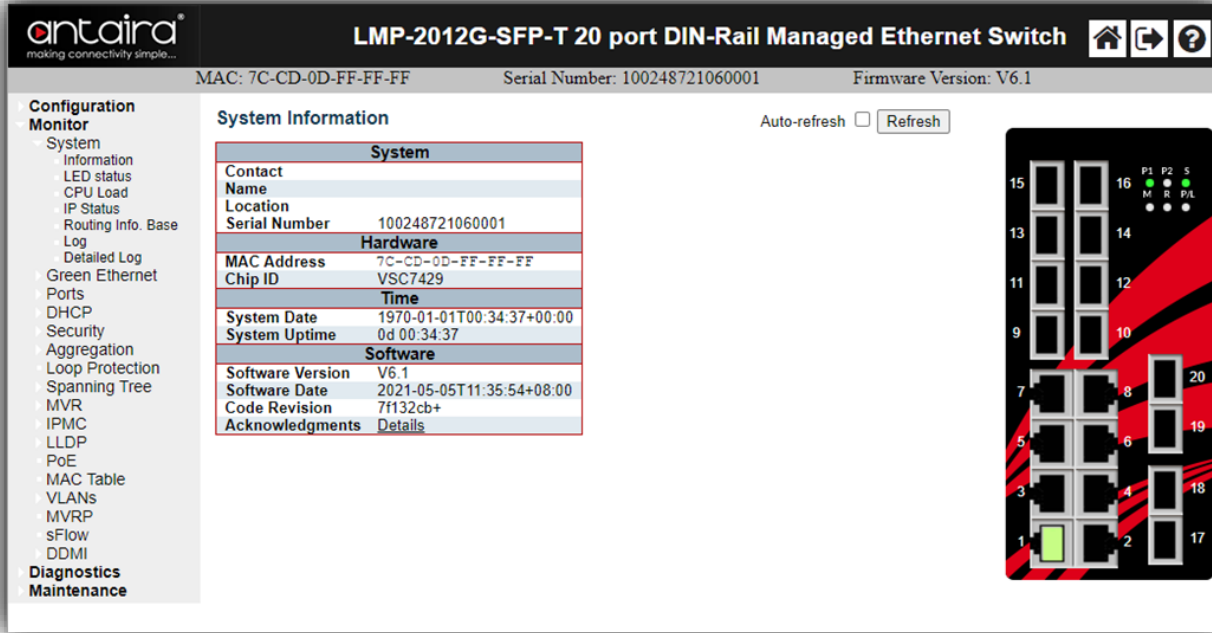 antaira®
making connectivity simple...
LMP-2012G-SFP-T 20 port DIN-Rail Managed Ethernet Switch
?
MAC: 7C-CD-0D-FF-FF-FF Serial Number: 100248721060001 Firmware Version: V6.1
Configuration
Monitor
System
Information
LED status
CPU Load
IP Status
Routing Info. Base
Log
Detailed Log
Green Ethernet
Ports
DHCP
Security
Aggregation
Loop Protection
Spanning Tree
MVR
IPMC
LLDP
PoE
MAC Table
VLANs
MVRP
sFlow
DDMI
Diagnostics
Maintenance
System Information
Auto-refresh Refresh
System
Contact
Name
Location
Serial Number 100248721060001
Hardware
MAC Address 7C-CD-0D-FF-FF-FF
Chip ID VSC7429
Time
System Date 1970-01-01T00:34:37+00:00
System Uptime 0d 00:34:37
Software
Software Version V6.1
Software Date 2021-05-05T11:35:54+08:00
Code Revision 7f132cb+
Acknowledgments Details
P1 P2 S
15 16
M R P/L
13 14
11 12
9 10
20
7 8
19
5 6
18
3 4
17
1 2